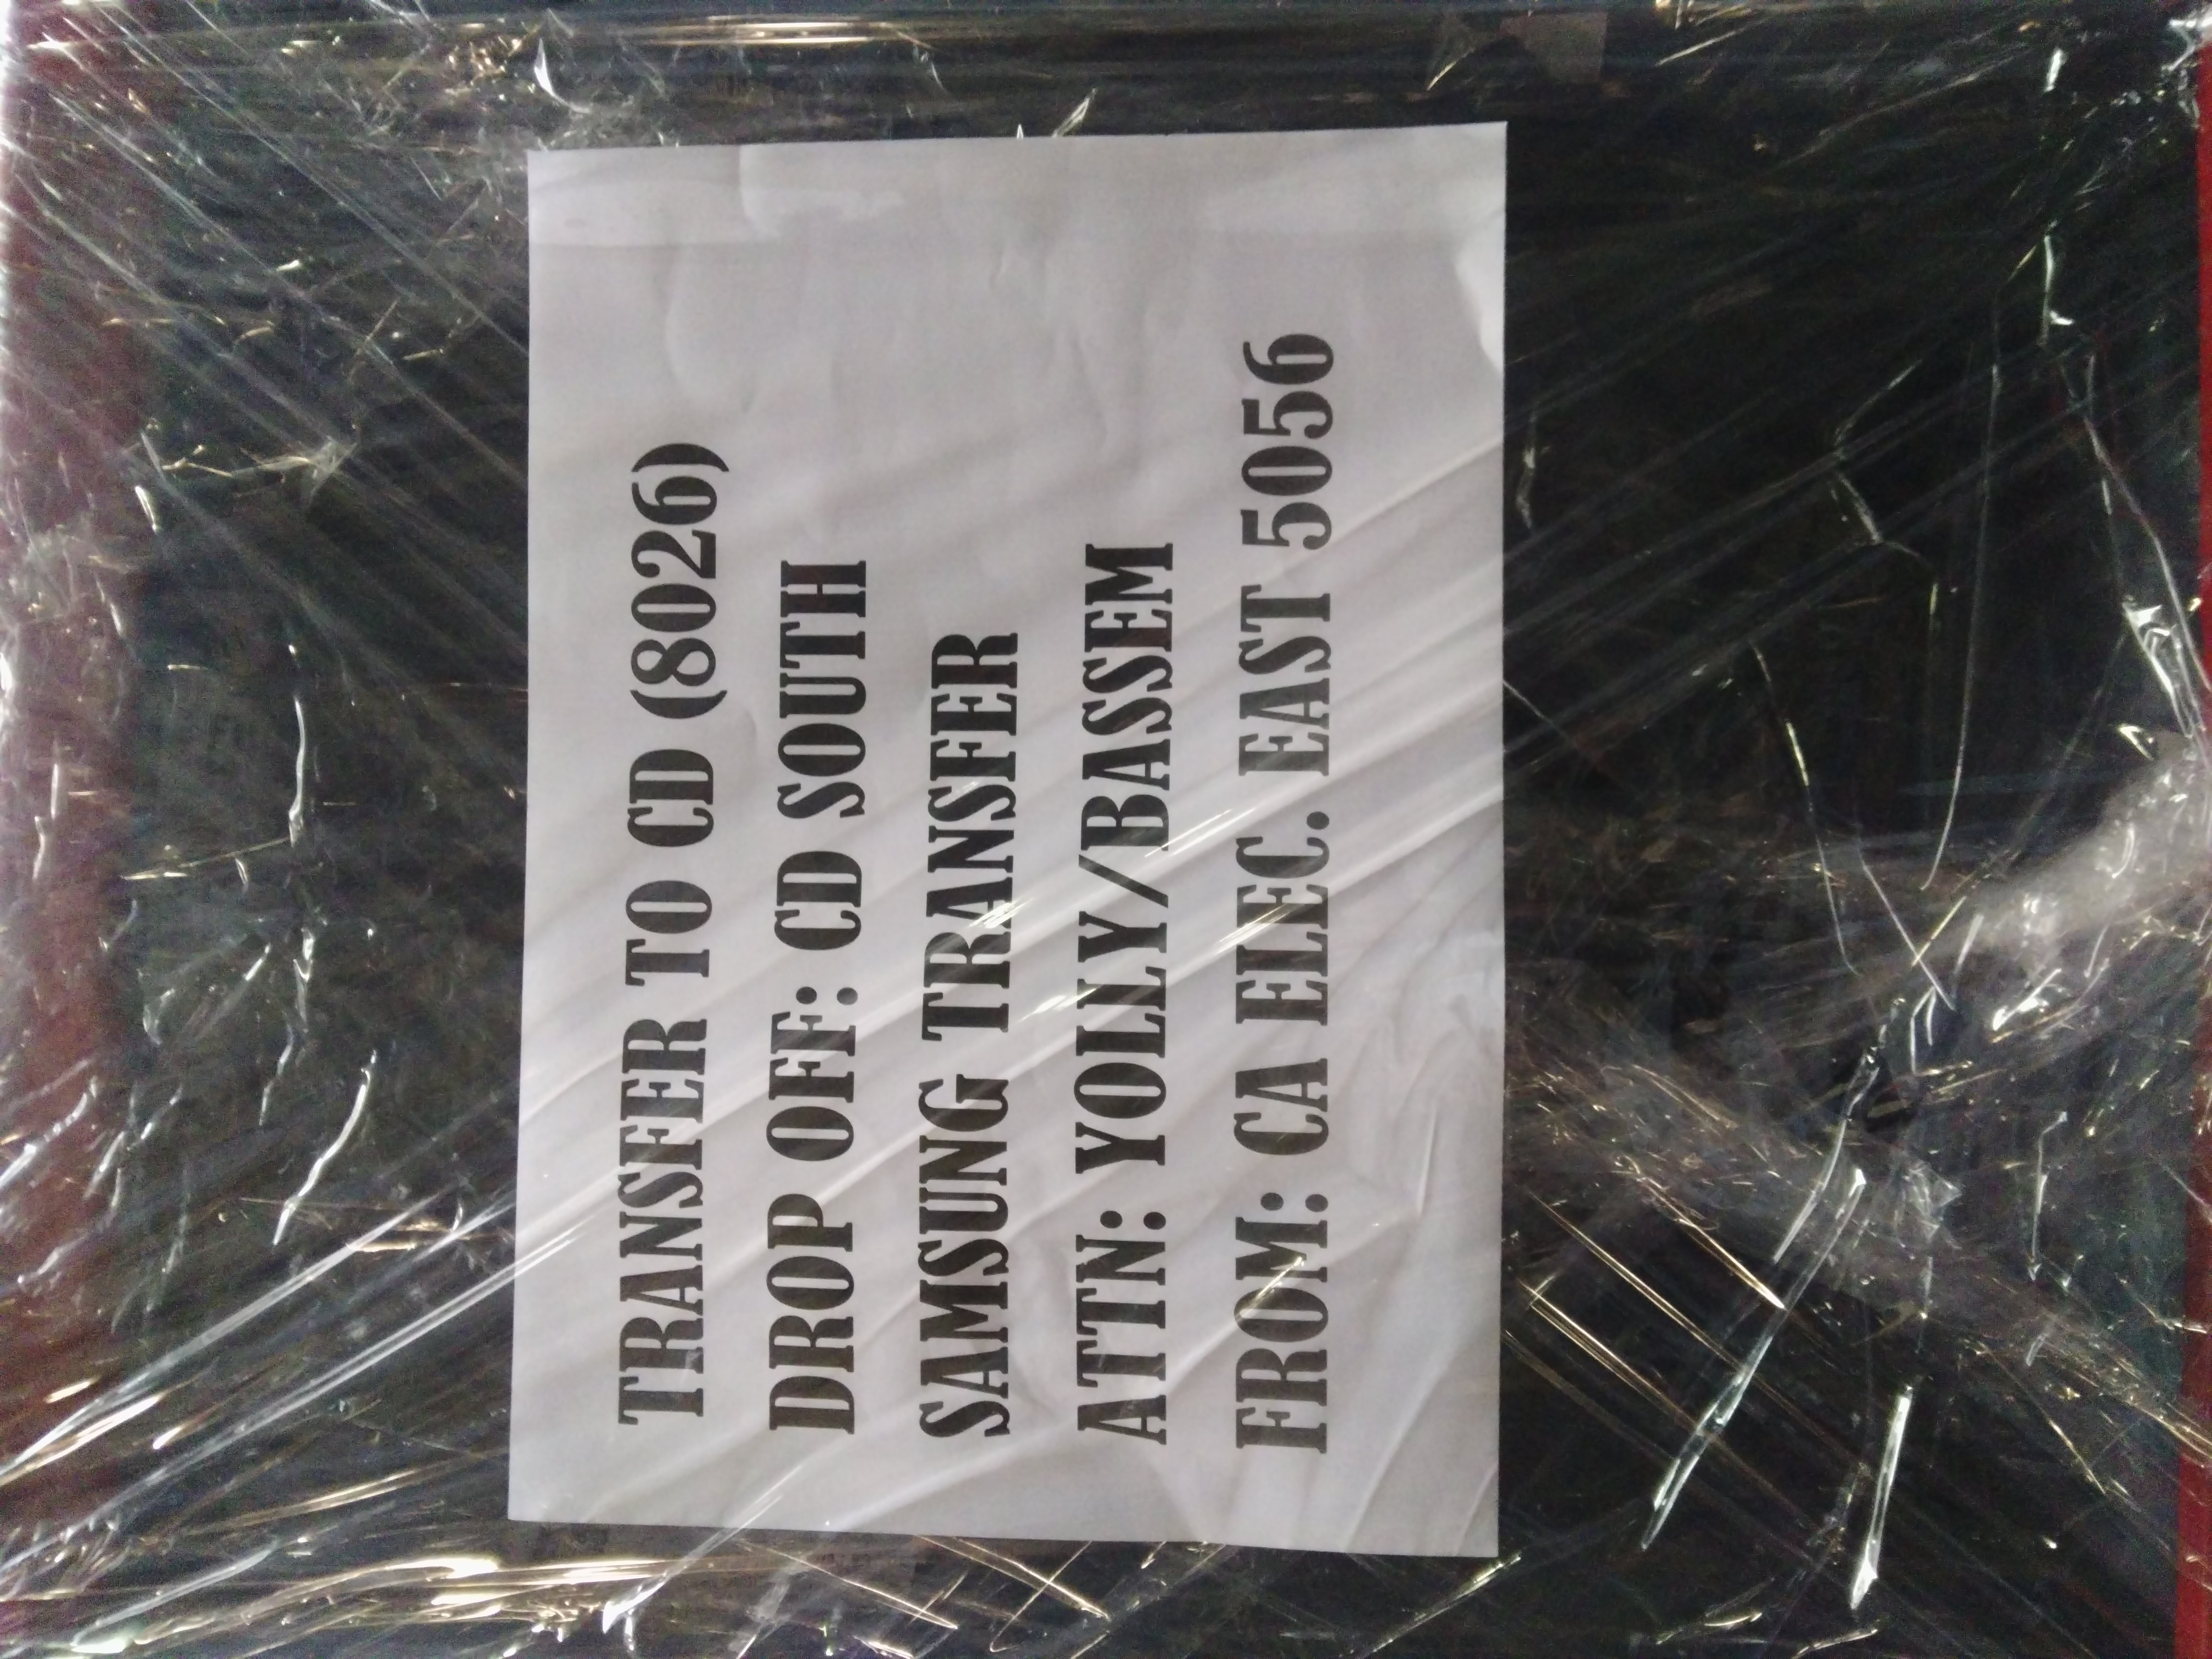 TRANSFER TO CD (8026)
DROP OFF: CD SOUTH
SAMSUNG TRANSFER
ATTN: YOLLY/BASSEM
FROM: CA ELEC. EAST 5056